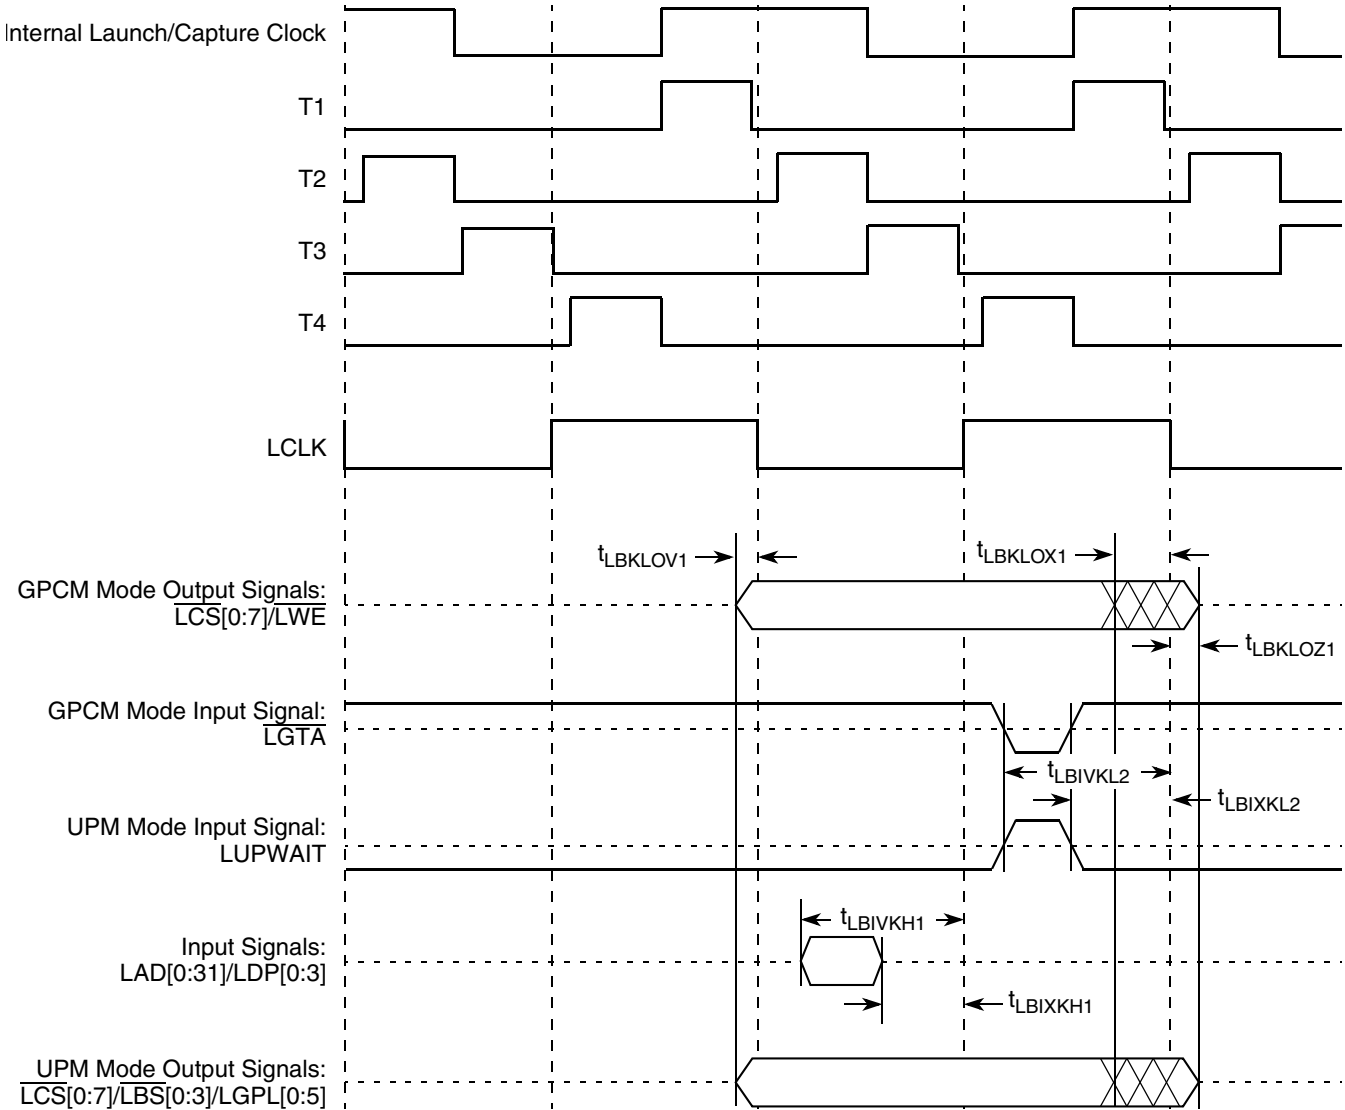 Internal Launch/Capture Clock
T1
T2
T3
T4
LCLK
tLBKLOV1
tLBKLOX1
GPCM Mode Output Signals:
LCS[0:7]/LWE
tLBKLOZ1
GPCM Mode Input Signal:
LGTA
tLBIVKL2
tLBIXKL2
UPM Mode Input Signal:
LUPWAIT
tLBIVKH1
Input Signals:
LAD[0:31]/LDP[0:3]
tLBIXKH1
UPM Mode Output Signals:
LCS[0:7]/LBS[0:3]/LGPL[0:5]